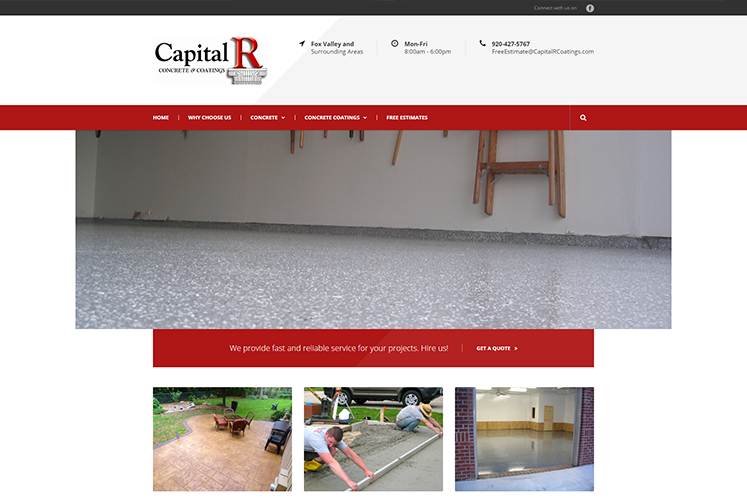 Connect with us on
Capital R
CONCRETE & COATINGS
Fox Valley and
Surrounding Areas
Mon-Fri
8:00am - 6:00pm
920-427-5767
FreeEstimate@CapitalRCoatings.com
HOME
WHY CHOOSE US
CONCRETE
CONCRETE COATINGS
FREE ESTIMATES
We provide fast and reliable service for your projects. Hire us!
GET A QUOTE »